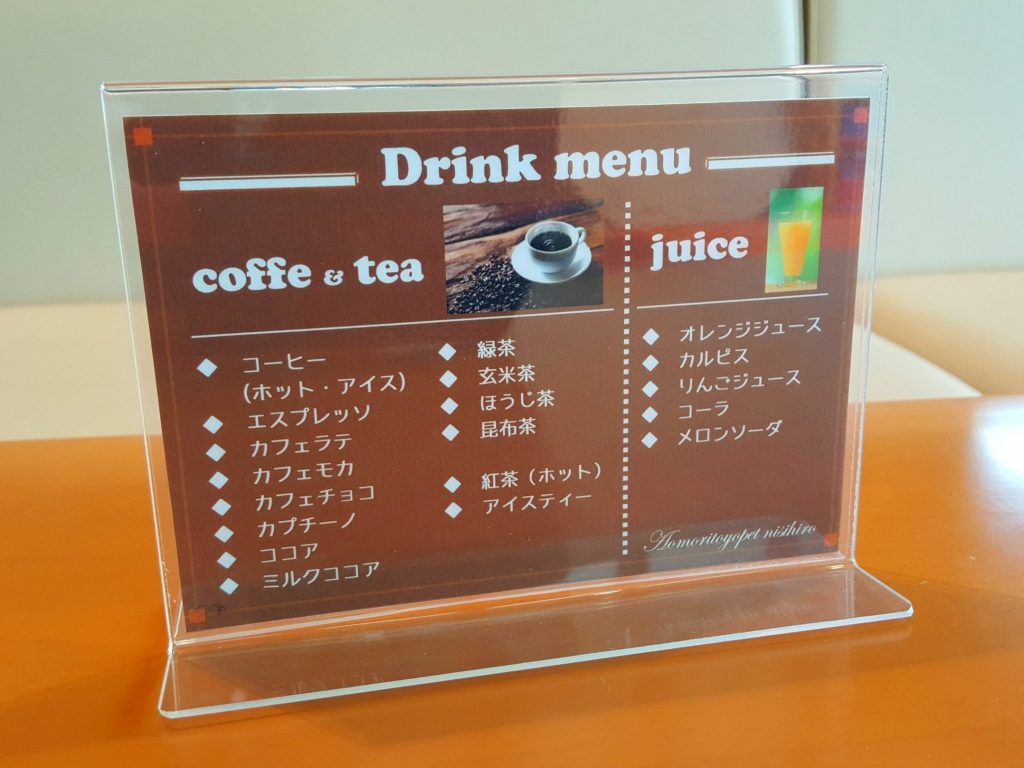 Drink menu
coffe & tea
コーヒー
(ホット・アイス)
エスプレッソ
カフェラテ
カフェモカ
カフェチョコ
カプチーノ
ココア
ミルクココア
緑茶
玄米茶
ほうじ茶
昆布茶
紅茶(ホット)
アイスティー
juice
オレンジジュース
カルピス
りんごジュース
コーラ
メロンソーダ
Aomoritoyopet nisihiro